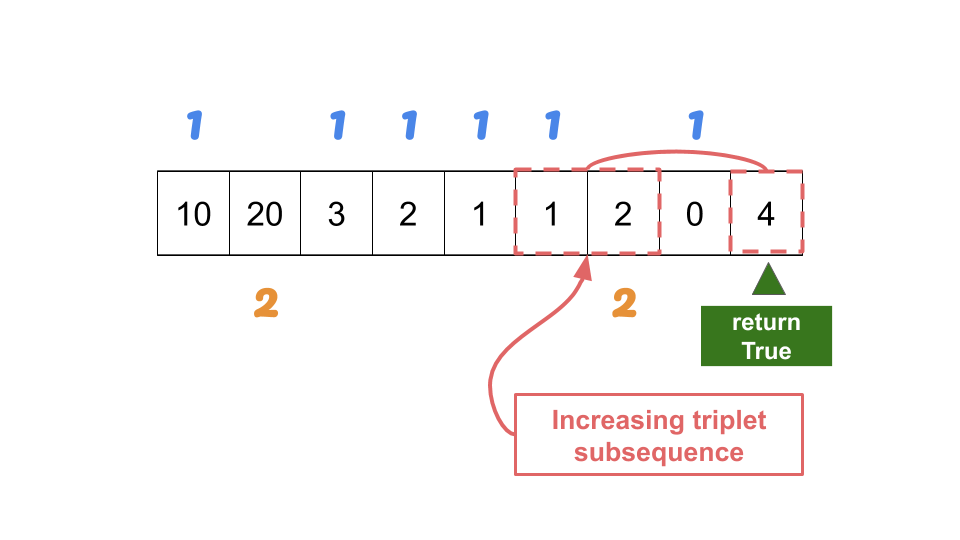 1 1 1 1 1 1
10 20 3 2 1 1 2 0 4
2 2
return
True
Increasing triplet
subsequence